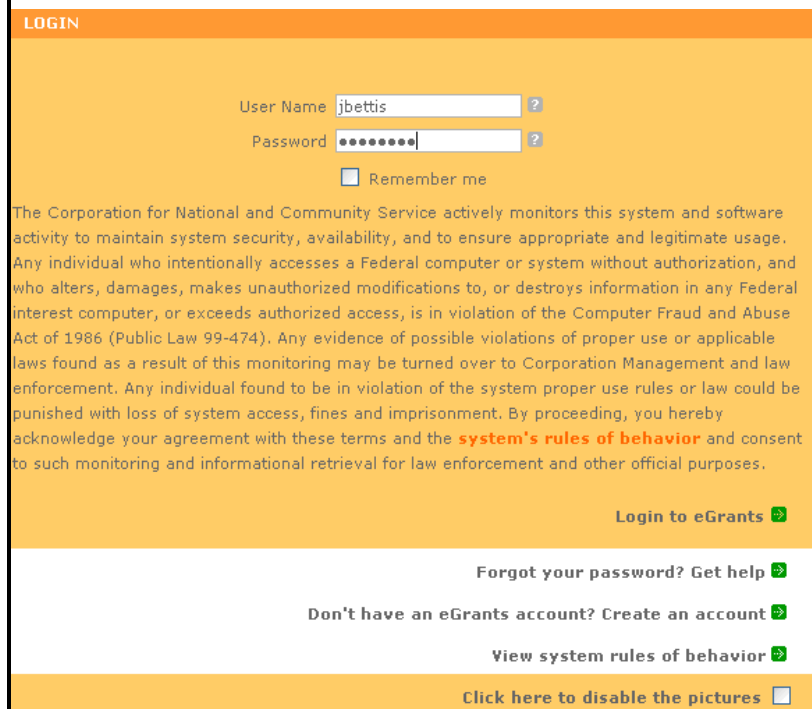 LOGIN
User Name jbettis ?
Password ●●●●●●●● ?
Remember me
The Corporation for National and Community Service actively monitors this system and software
activity to maintain system security, availability, and to ensure appropriate and legitimate usage.
Any individual who intentionally accesses a Federal computer or system without authorization, and
who alters, damages, makes unauthorized modifications to, or destroys information in any Federal
interest computer, or exceeds authorized access, is in violation of the Computer Fraud and Abuse
Act of 1986 (Public Law 99-474). Any evidence of possible violations of proper use or applicable
laws found as a result of this monitoring may be turned over to Corporation Management and law
enforcement. Any individual found to be in violation of the system proper use rules or law could be
punished with loss of system access, fines and imprisonment. By proceeding, you hereby
acknowledge your agreement with these terms and the system's rules of behavior and consent
to such monitoring and informational retrieval for law enforcement and other official purposes.
Login to eGrants
Forgot your password? Get help
Don't have an eGrants account? Create an account
View system rules of behavior
Click here to disable the pictures